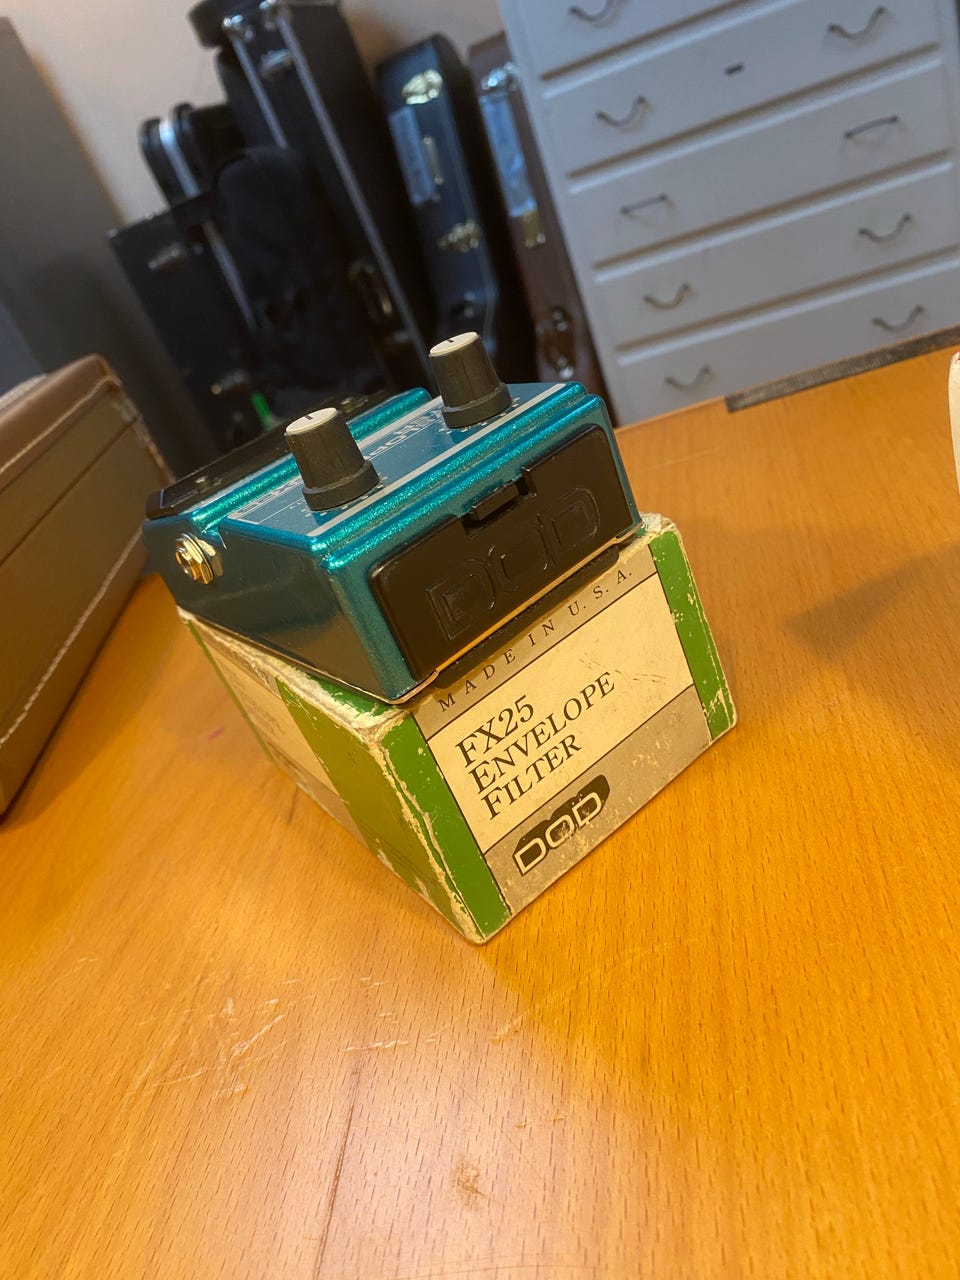 DOD
MADE IN U.S.A.
FX25
ENVELOPE
FILTER
DOD